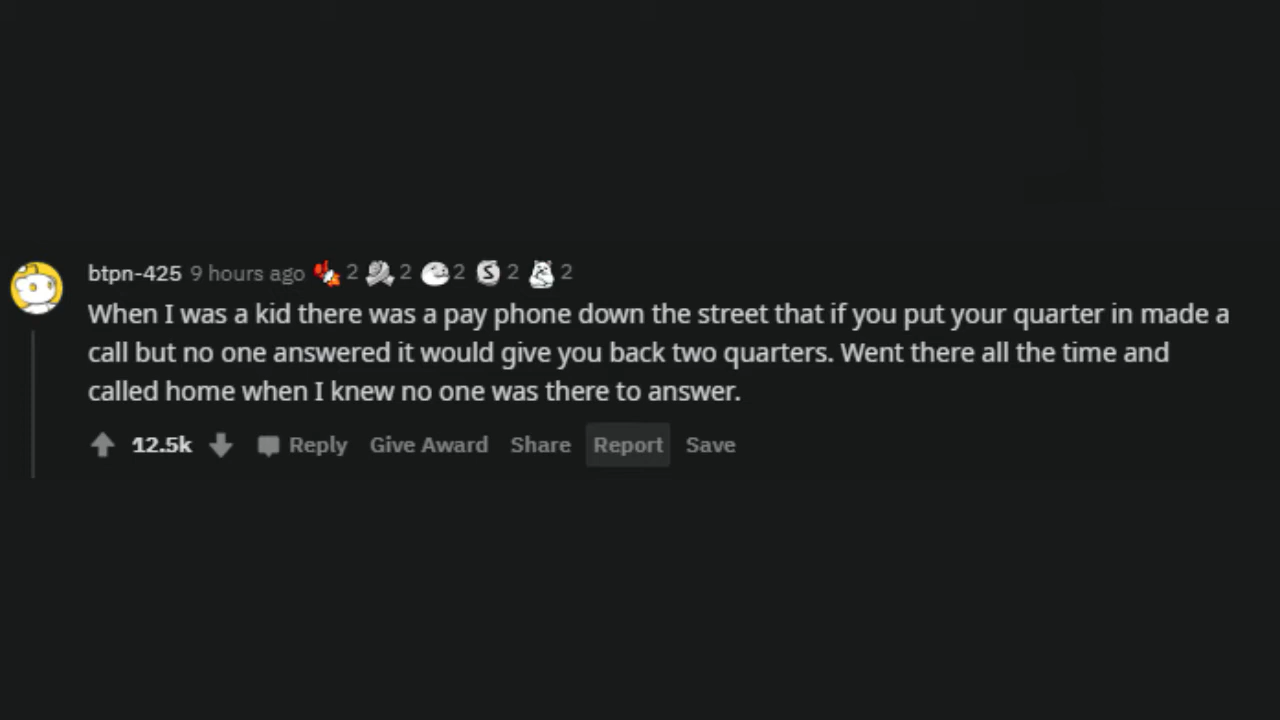 btpn-425 9 hours ago 2 2 2 2 2
When I was a kid there was a pay phone down the street that if you put your quarter in made a
call but no one answered it would give you back two quarters. Went there all the time and
called home when I knew no one was there to answer.
12.5k Reply Give Award Share Report Save